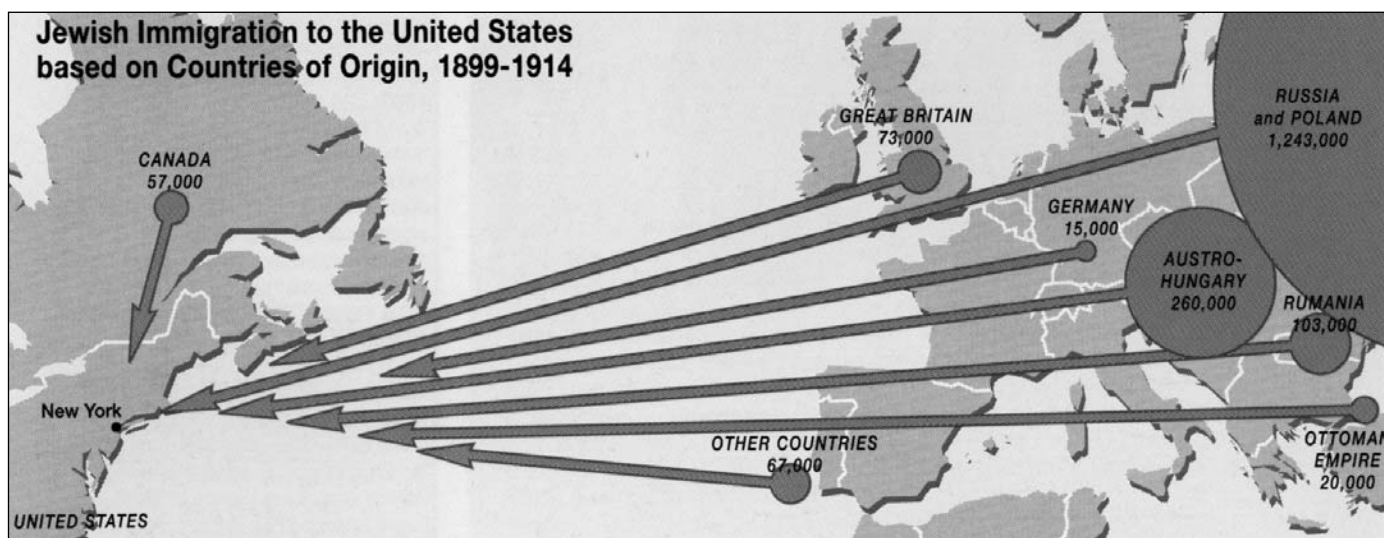 Jewish Immigration to the United States
based on Countries of Origin, 1899-1914
CANADA
57,000
GREAT BRITAIN
73,000
RUSSIA
and POLAND
1,243,000
GERMANY
15,000
AUSTRO-
HUNGARY
260,000
RUMANIA
103,000
New York
OTHER COUNTRIES
67,000
OTTOMAN
EMPIRE
20,000
UNITED STATES